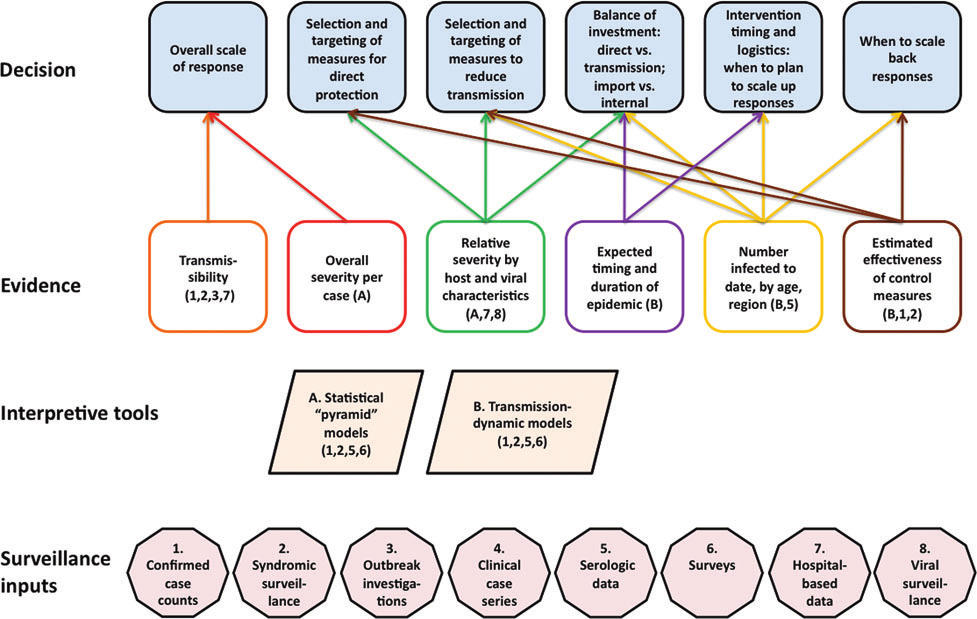 Decision
Overall scale
of response
Selection and
targeting of
measures for
direct
protection
Selection and
targeting of
measures to
reduce
transmission
Balance of
investment:
direct vs.
transmission;
import vs.
internal
Intervention
timing and
logistics:
when to plan
to scale up
responses
When to scale
back
responses
Evidence
Transmis-
sibility
(1,2,3,7)
Overall
severity per
case (A)
Relative
severity by
host and viral
characteristics
(A,7,8)
Expected
timing and
duration of
epidemic (B)
Number
infected to
date, by age,
region (B,5)
Estimated
effectiveness
of control
measures
(B,1,2)
Interpretive tools
A. Statistical
“pyramid”
models
(1,2,5,6)
B. Transmission-
dynamic models
(1,2,5,6)
Surveillance
inputs
1.
Confirmed
case
counts
2.
Syndromic
surveil-
lance
3.
Outbreak
investiga-
tions
4.
Clinical
case
series
5.
Serologic
data
6.
Surveys
7.
Hospital-
based
data
8.
Viral
surveil-
lance